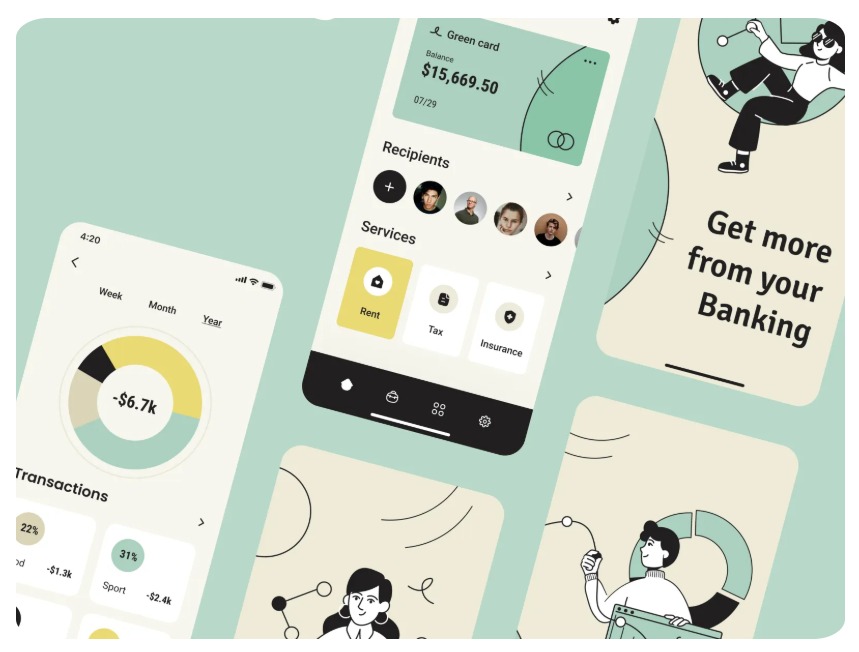 Green card
Balance
$15,669.50
07/29
Recipients
Services
Rent
Tax
Insurance
4:20
Week Month Year
-$6.7k
Transactions
22%
-$1.3k
31%
Sport -$2.4k
Get more
from your
Banking